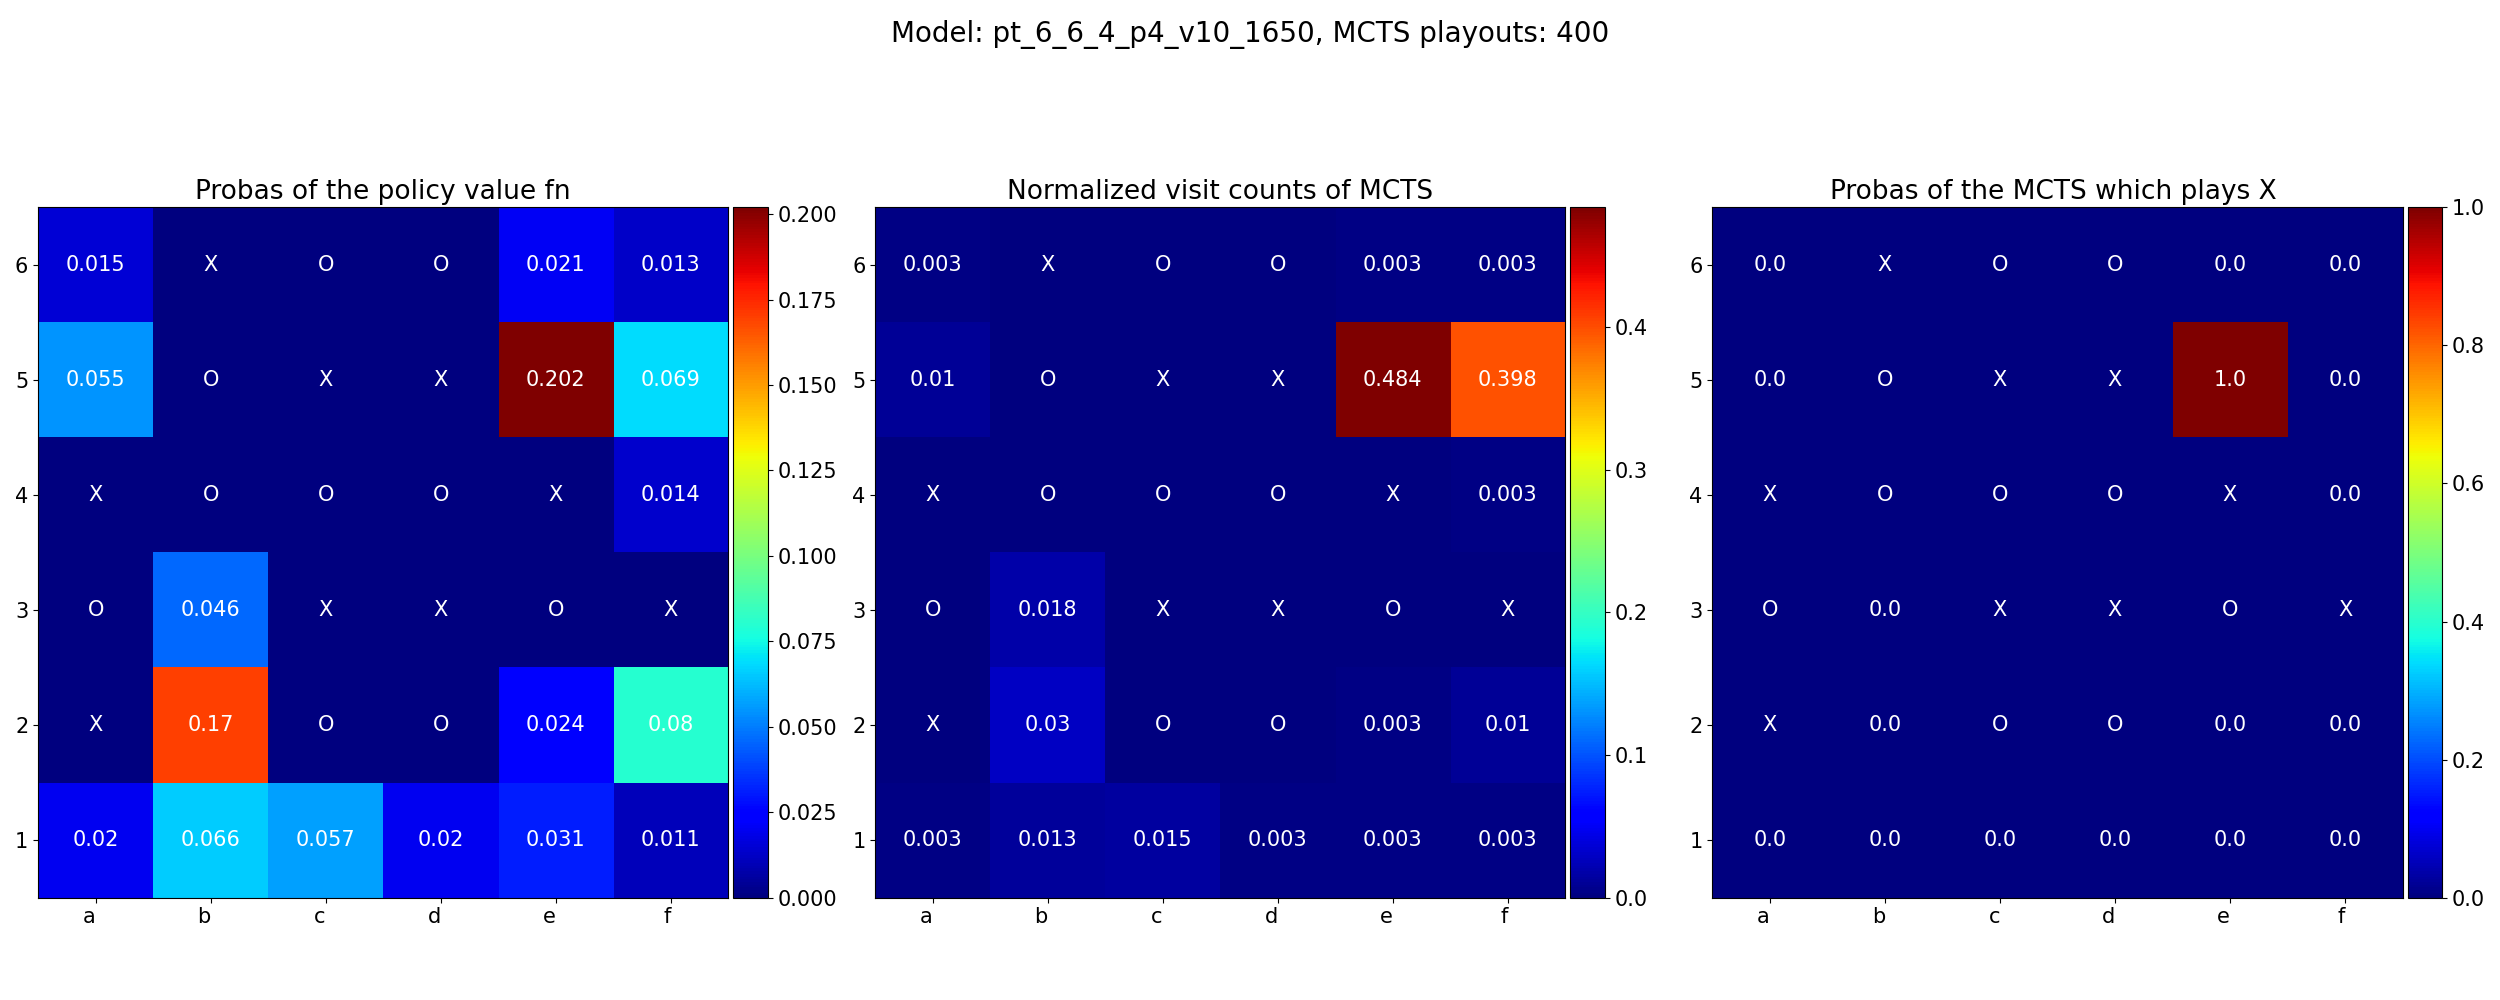 Model: pt_6_6_4_p4_v10_1650, MCTS playouts: 400
Probas of the policy value fn
6 0.015 X O O 0.021 0.013
5 0.055 O X X 0.202 0.069
4 X O O O X 0.014
3 O 0.046 X X O X
2 X 0.17 O O 0.024 0.08
1 0.02 0.066 0.057 0.02 0.031 0.011
a b c d e f
0.200
0.175
0.150
0.125
0.100
0.075
0.050
0.025
0.000
Normalized visit counts of MCTS
6 0.003 X O O 0.003 0.003
5 0.01 O X X 0.484 0.398
4 X O O O X 0.003
3 O 0.018 X X O X
2 X 0.03 O O 0.003 0.01
1 0.003 0.013 0.015 0.003 0.003 0.003
a b c d e f
0.4
0.3
0.2
0.1
0.0
Probas of the MCTS which plays X
6 0.0 X O O 0.0 0.0
5 0.0 O X X 1.0 0.0
4 X O O O X 0.0
3 O 0.0 X X O X
2 X 0.0 O O 0.0 0.0
1 0.0 0.0 0.0 0.0 0.0 0.0
a b c d e f
1.0
0.8
0.6
0.4
0.2
0.0